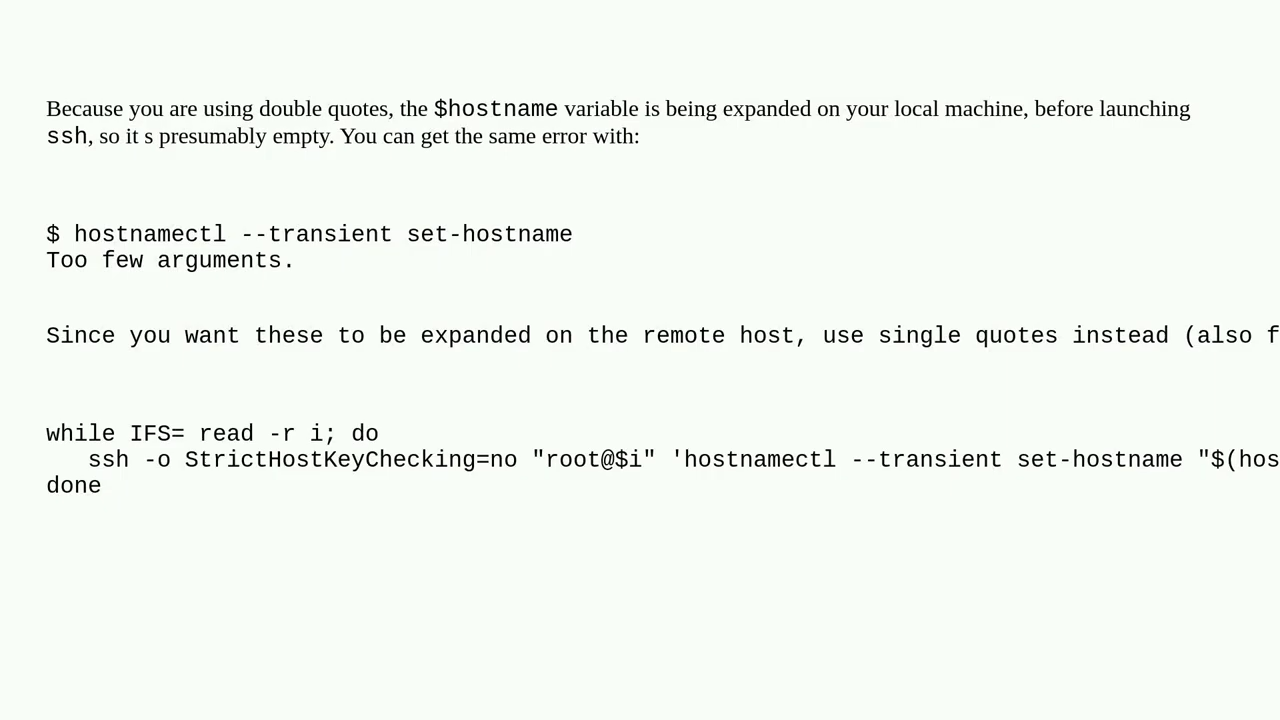 Because you are using double quotes, the $hostname variable is being expanded on your local machine, before launching
ssh, so it s presumably empty. You can get the same error with:
$ hostnamectl --transient set-hostname
Too few arguments.
Since you want these to be expanded on the remote host, use single quotes instead (also f
while IFS= read -r i; do
   ssh -o StrictHostKeyChecking=no "root@$i" 'hostnamectl --transient set-hostname "$(hos
done